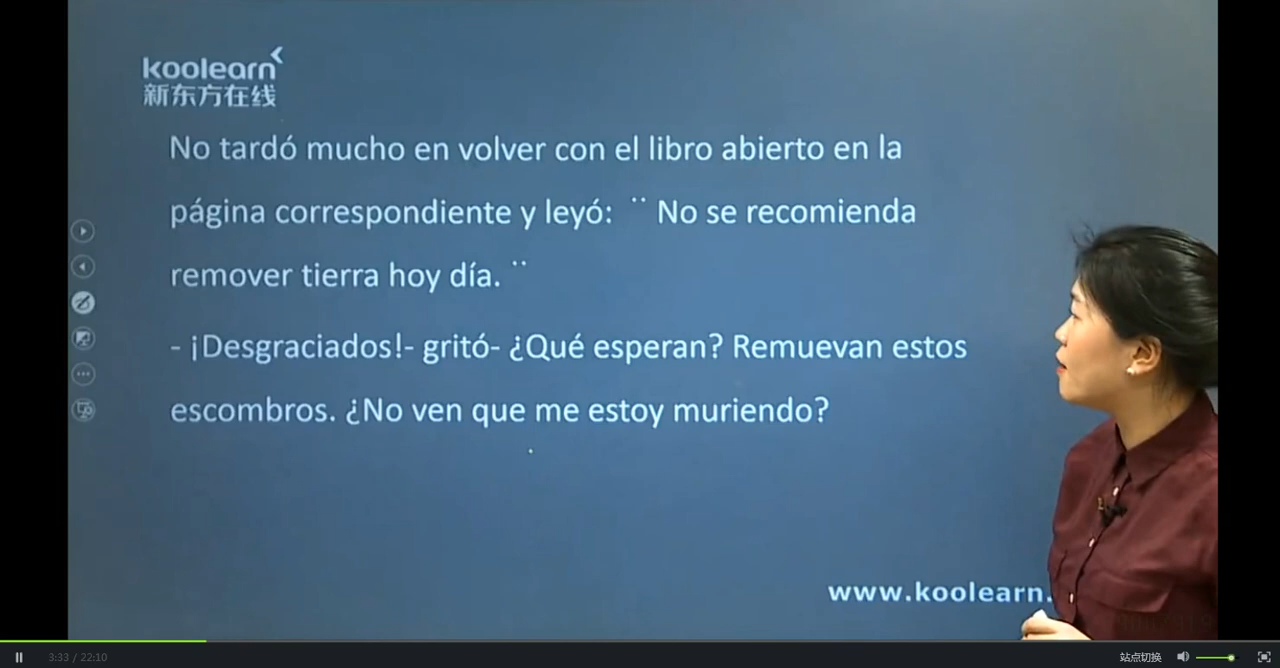 koolearn
新东方在线
No tardó mucho en volver con el libro abierto en la
página correspondiente y leyó: ¨ No se recomienda
remover tierra hoy día. ¨
- ¡Desgraciados!- gritó- ¿Qué esperan? Remuevan estos
escombros. ¿No ven que me estoy muriendo?
www.koolearn.
3:33 / 22:10
站点切换